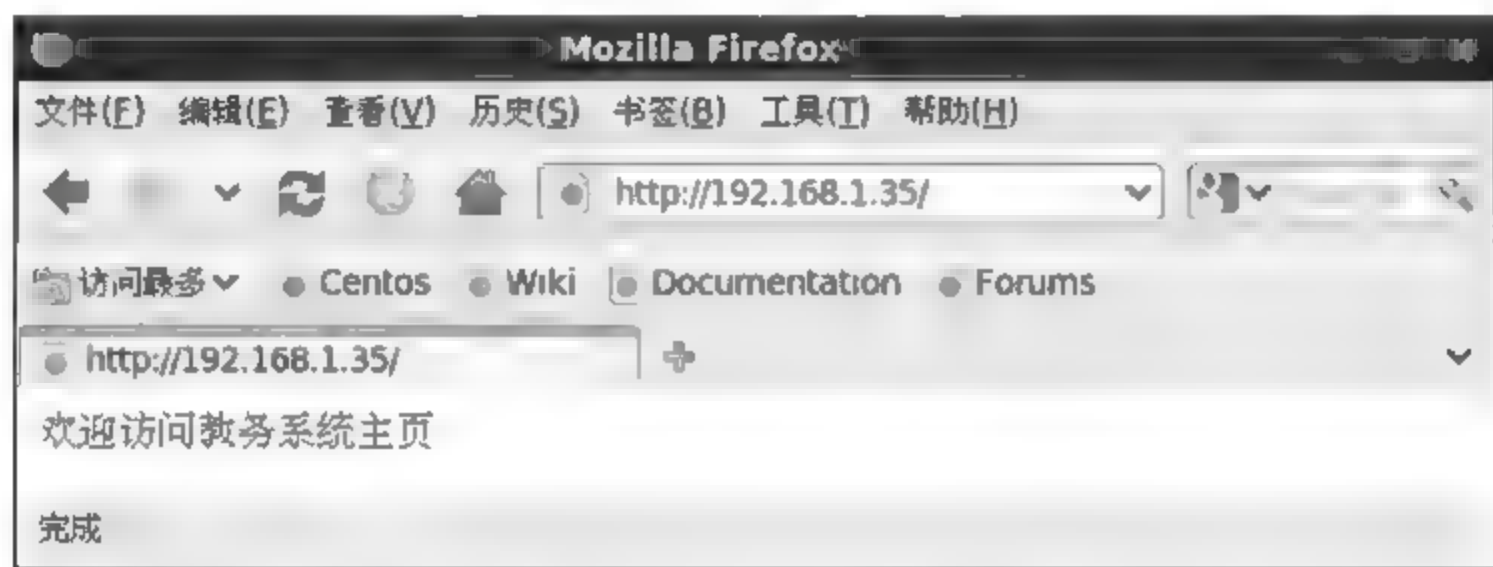 Mozilla Firefox
文件(F) 编辑(E) 查看(V) 历史(S) 书签(B) 工具(T) 帮助(H)
http://192.168.1.35/
访问最多 Centos Wiki Documentation Forums
http://192.168.1.35/
欢迎访问教务系统主页
完成